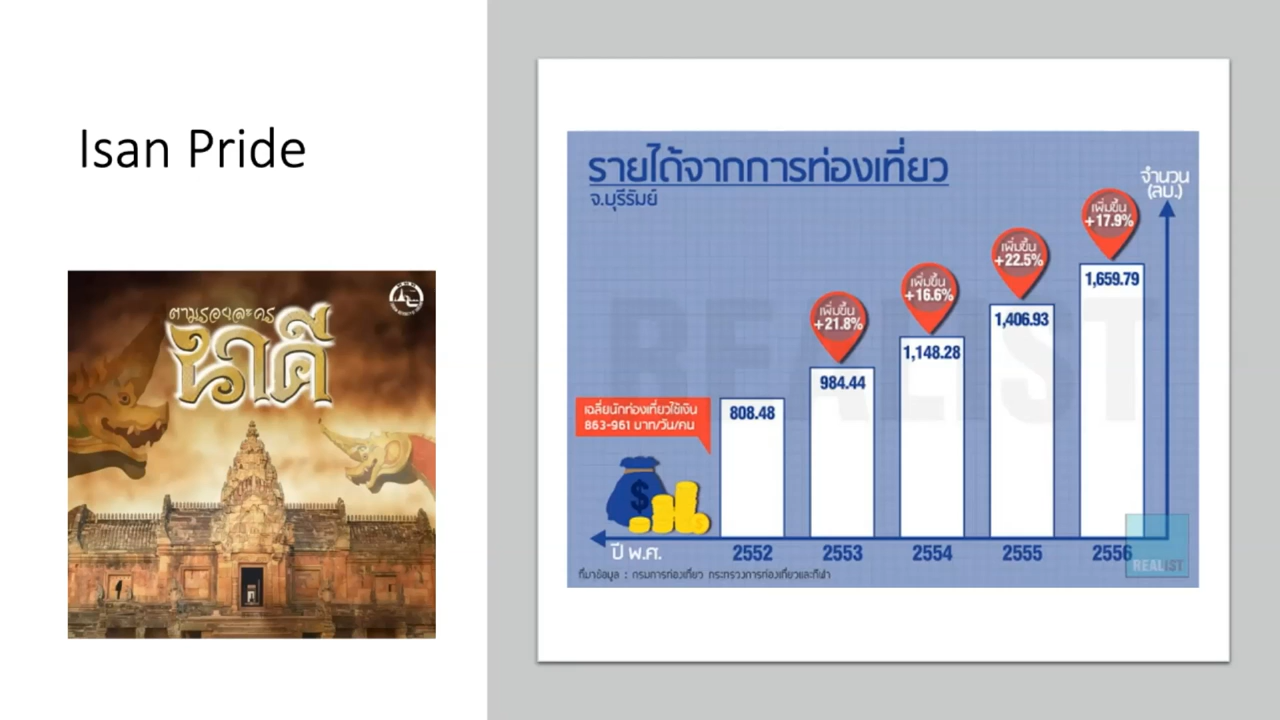 Isan Pride
ตามรอยละคร
นาคี
รายได้จากการท่องเที่ยว
จ.บุรีรัมย์
จำนวน
(ลบ.)
เพิ่มขึ้น
+17.9%
เพิ่มขึ้น
+22.5%
เพิ่มขึ้น
+16.6%
เพิ่มขึ้น
+21.8%
1,659.79
1,406.93
1,148.28
984.44
808.48
เฉลี่ยนักท่องเที่ยวใช้เงิน
863-961 บาท/วัน/คน
$
ปี พ.ศ.
2552
2553
2554
2555
2556
REALIST
REALIST
ที่มาข้อมูล : กรมการท่องเที่ยว กระทรวงการท่องเที่ยวและกีฬา